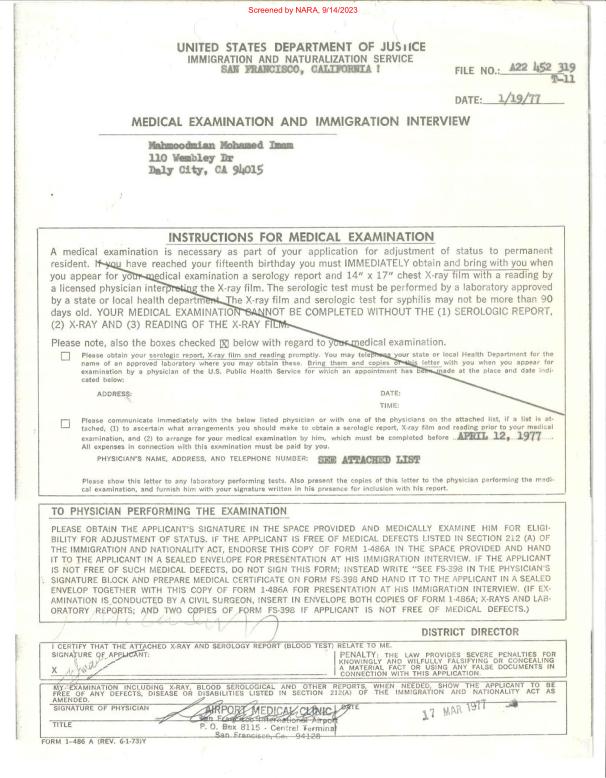 Screened by NARA, 9/14/2023
UNITED STATES DEPARTMENT OF JUSTICE
IMMIGRATION AND NATURALIZATION SERVICE
SAN FRANCISCO, CALIFORNIA
FILE NO.: A22 452 319
T-11
DATE: 1/19/77
MEDICAL EXAMINATION AND IMMIGRATION INTERVIEW
Mahmoodmian Mohamed Imam
110 Wembley Dr
Daly City, CA 94015
INSTRUCTIONS FOR MEDICAL EXAMINATION
A medical examination is necessary as part of your application for adjustment of status to permanent
resident. If you have reached your fifteenth birthday you must IMMEDIATELY obtain and bring with you when
you appear for your medical examination a serology report and 14" x 17" chest X-ray film with a reading by
a licensed physician interpreting the X-ray film. The serologic test must be performed by a laboratory approved
by a state or local health department. The X-ray film and serologic test for syphilis may not be more than 90
days old. YOUR MEDICAL EXAMINATION CANNOT BE COMPLETED WITHOUT THE (1) SEROLOGIC REPORT,
(2) X-RAY AND (3) READING OF THE X-RAY FILM.
Please note, also the boxes checked X below with regard to your medical examination.
Please obtain your serologic report, X-ray film and reading promptly. You may telephone your state or local Health Department for the
name of an approved laboratory where you may obtain these. Bring them and copies of this letter with you when you appear for
examination by a physician of the U.S. Public Health Service for which an appointment has been made at the place and date indi-
cated below:
ADDRESS: DATE:
TIME:
Please communicate immediately with the below listed physician or with one of the physicians on the attached list, if a list is at-
tached, (1) to ascertain what arrangements you should make to obtain a serologic report, X-ray film and reading prior to your medical
examination, and (2) to arrange for your medical examination by him, which must be completed before APRIL 12, 1977
All expenses in connection with this examination must be paid by you.
PHYSICIAN'S NAME, ADDRESS, AND TELEPHONE NUMBER: SEE ATTACHED LIST
Please show this letter to any laboratory performing tests. Also present the copies of this letter to the physician performing the medi-
cal examination, and furnish him with your signature written in his presence for inclusion with his report.
TO PHYSICIAN PERFORMING THE EXAMINATION
PLEASE OBTAIN THE APPLICANT'S SIGNATURE IN THE SPACE PROVIDED AND MEDICALLY EXAMINE HIM FOR ELIGI-
BILITY FOR ADJUSTMENT OF STATUS. IF THE APPLICANT IS FREE OF MEDICAL DEFECTS LISTED IN SECTION 212 (A) OF
THE IMMIGRATION AND NATIONALITY ACT, ENDORSE THIS COPY OF FORM 1-486A IN THE SPACE PROVIDED AND HAND
IT TO THE APPLICANT IN A SEALED ENVELOPE FOR PRESENTATION AT HIS IMMIGRATION INTERVIEW. IF THE APPLICANT
IS NOT FREE OF SUCH MEDICAL DEFECTS, DO NOT SIGN THIS FORM; INSTEAD WRITE "SEE FS-398 IN THE PHYSICIAN'S
SIGNATURE BLOCK AND PREPARE MEDICAL CERTIFICATE ON FORM FS-398 AND HAND IT TO THE APPLICANT IN A SEALED
ENVELOP TOGETHER WITH THIS COPY OF FORM 1-486A FOR PRESENTATION AT HIS IMMIGRATION INTERVIEW. (IF EX-
AMINATION IS CONDUCTED BY A CIVIL SURGEON, INSERT IN ENVELOPE BOTH COPIES OF FORM 1-486A; X-RAYS AND LAB-
ORATORY REPORTS; AND TWO COPIES OF FORM FS-398 IF APPLICANT IS NOT FREE OF MEDICAL DEFECTS.)
DISTRICT DIRECTOR
I CERTIFY THAT THE ATTACHED X-RAY AND SEROLOGY REPORT (BLOOD TEST) RELATE TO ME.
SIGNATURE OF APPLICANT:
X
PENALTY: THE LAW PROVIDES SEVERE PENALTIES FOR
KNOWINGLY AND WILFULLY FALSIFYING OR CONCEALING
A MATERIAL FACT OR USING ANY FALSE DOCUMENTS IN
CONNECTION WITH THIS APPLICATION.
MY EXAMINATION INCLUDING X-RAY, BLOOD SEROLOGICAL AND OTHER REPORTS, WHEN NEEDED, SHOW THE APPLICANT TO BE
FREE OF ANY DEFECTS, DISEASE OR DISABILITIES LISTED IN SECTION 212(A) OF THE IMMIGRATION AND NATIONALITY ACT AS
AMENDED.
SIGNATURE OF PHYSICIAN
AIRPORT MEDICAL CLINIC
San Francisco International Airport
P. O. Box 8115 - Central Terminal
San Francisco, Ca. 94128
DATE
17 MAR 1977
TITLE
FORM 1-486 A (REV. 6-1-73)Y